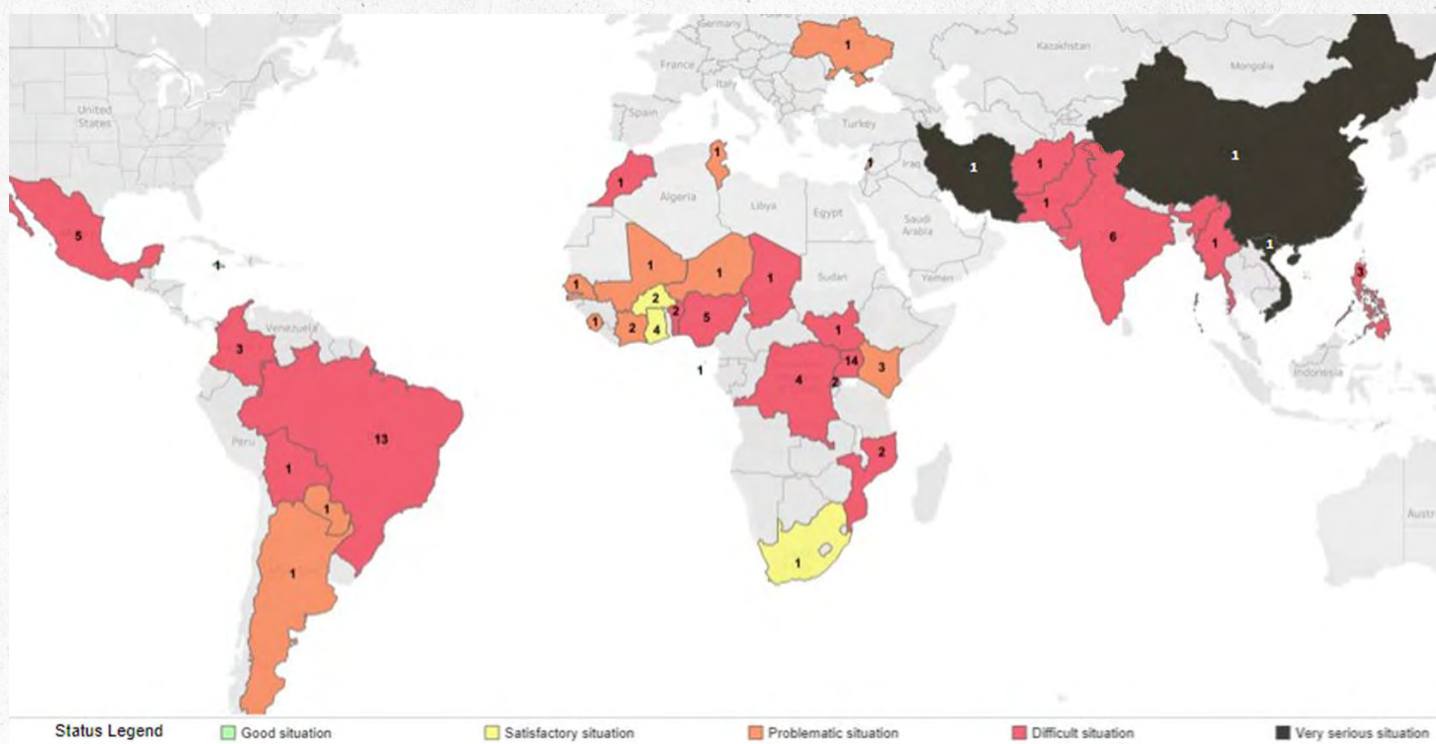 Germany
1
Kazakhstan
France
Mongolia
Italy
United
States
Spain
Turkey
1
1
Iraq
1
1
1
1
1
Algeria
Libya
Egypt
Saudi
Arabia
1
5
6
1
1
1
1
1
1
Sudan
Yemen
3
1
2
2
5
1
2
4
1
Venezuela
1
3
14
3
1
4
2
Indonesia
13
Peru
2
1
1
Austr
1
1
Status Legend
Good situation
Satisfactory situation
Problematic situation
Difficult situation
Very serious situation